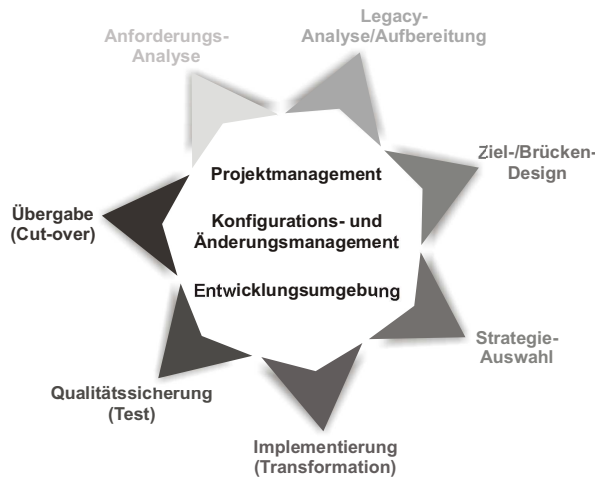 Anforderungs-
Analyse
Legacy-
Analyse/Aufbereitung
Ziel-/Brücken-
Design
Strategie-
Auswahl
Implementierung
(Transformation)
Qualitätssicherung
(Test)
Übergabe
(Cut-over)
Projektmanagement
Konfigurations- und
Änderungsmanagement
Entwicklungsumgebung